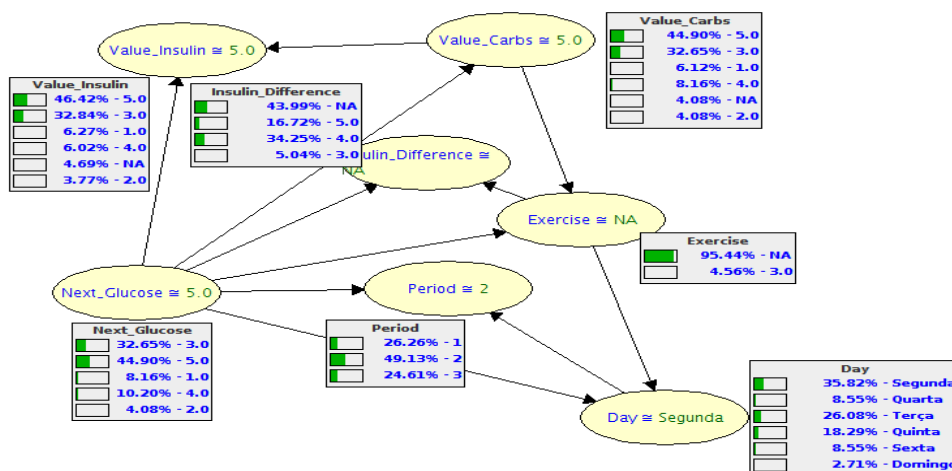 Value_Carbs
44.90% - 5.0
32.65% - 3.0
6.12% - 1.0
8.16% - 4.0
4.08% - NA
4.08% - 2.0
Value_Insulin ≅ 5.0
Value_Carbs ≅ 5.0
Value_Insulin
46.42% - 5.0
32.84% - 3.0
6.27% - 1.0
6.02% - 4.0
4.69% - NA
3.77% - 2.0
Insulin_Difference
43.99% - NA
16.72% - 5.0
34.25% - 4.0
5.04% - 3.0
ulin_Difference ≅
NA
Exercise ≅ NA
Exercise
95.44% - NA
4.56% - 3.0
Next_Glucose ≅ 5.0
Period ≅ 2
Next_Glucose
32.65% - 3.0
44.90% - 5.0
8.16% - 1.0
10.20% - 4.0
4.08% - 2.0
Period
26.26% - 1
49.13% - 2
24.61% - 3
Day ≅ Segunda
Day
35.82% - Segunda
8.55% - Quarta
26.08% - Terça
18.29% - Quinta
8.55% - Sexta
2.71% - Domingo